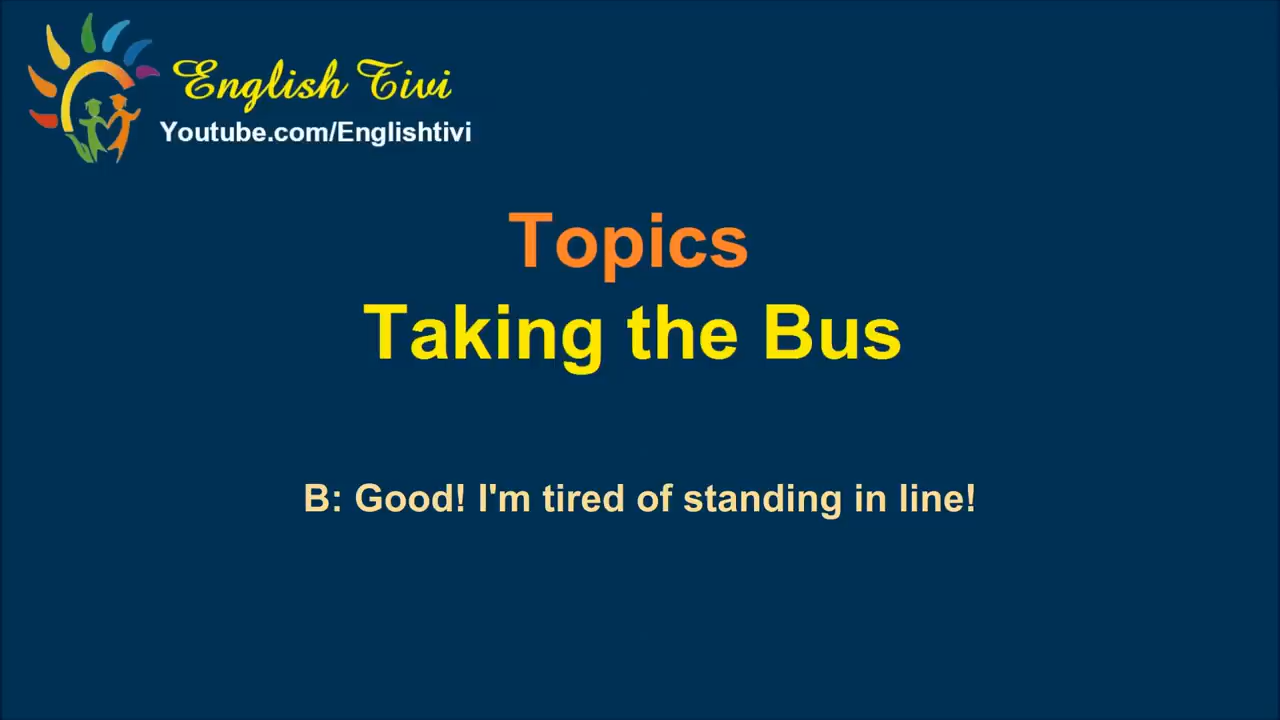 English Tivi
Youtube.com/Englishtivi
Topics
Taking the Bus
B: Good! I'm tired of standing in line!